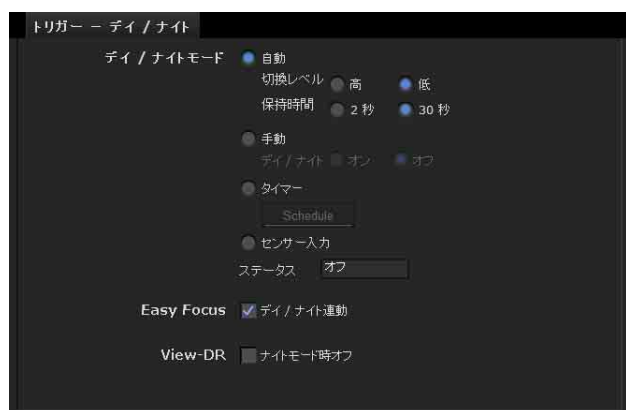 トリガー － デイ / ナイト
デイ / ナイトモード 自動
切換レベル 高 低
保持時間 2 秒 30 秒
手動
デイ / ナイト オン オフ
タイマー
Schedule
センサー入力
ステータス オフ
Easy Focus デイ / ナイト連動
View-DR ナイトモード時オフ